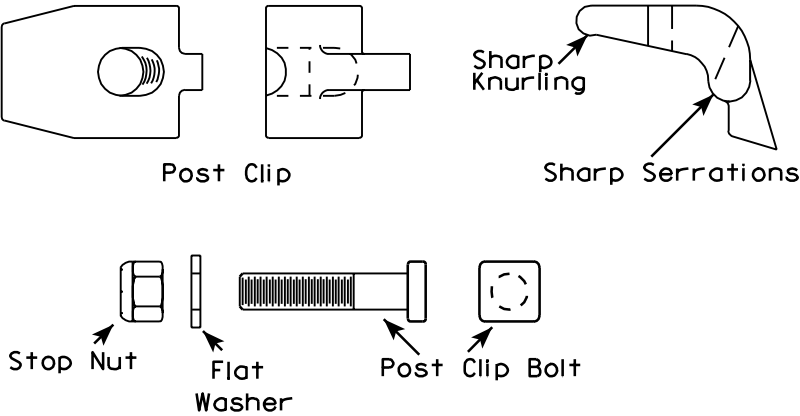 Sharp
Knurling
Post Clip
Sharp Serrations
Stop Nut
Flat
Washer
Post Clip Bolt